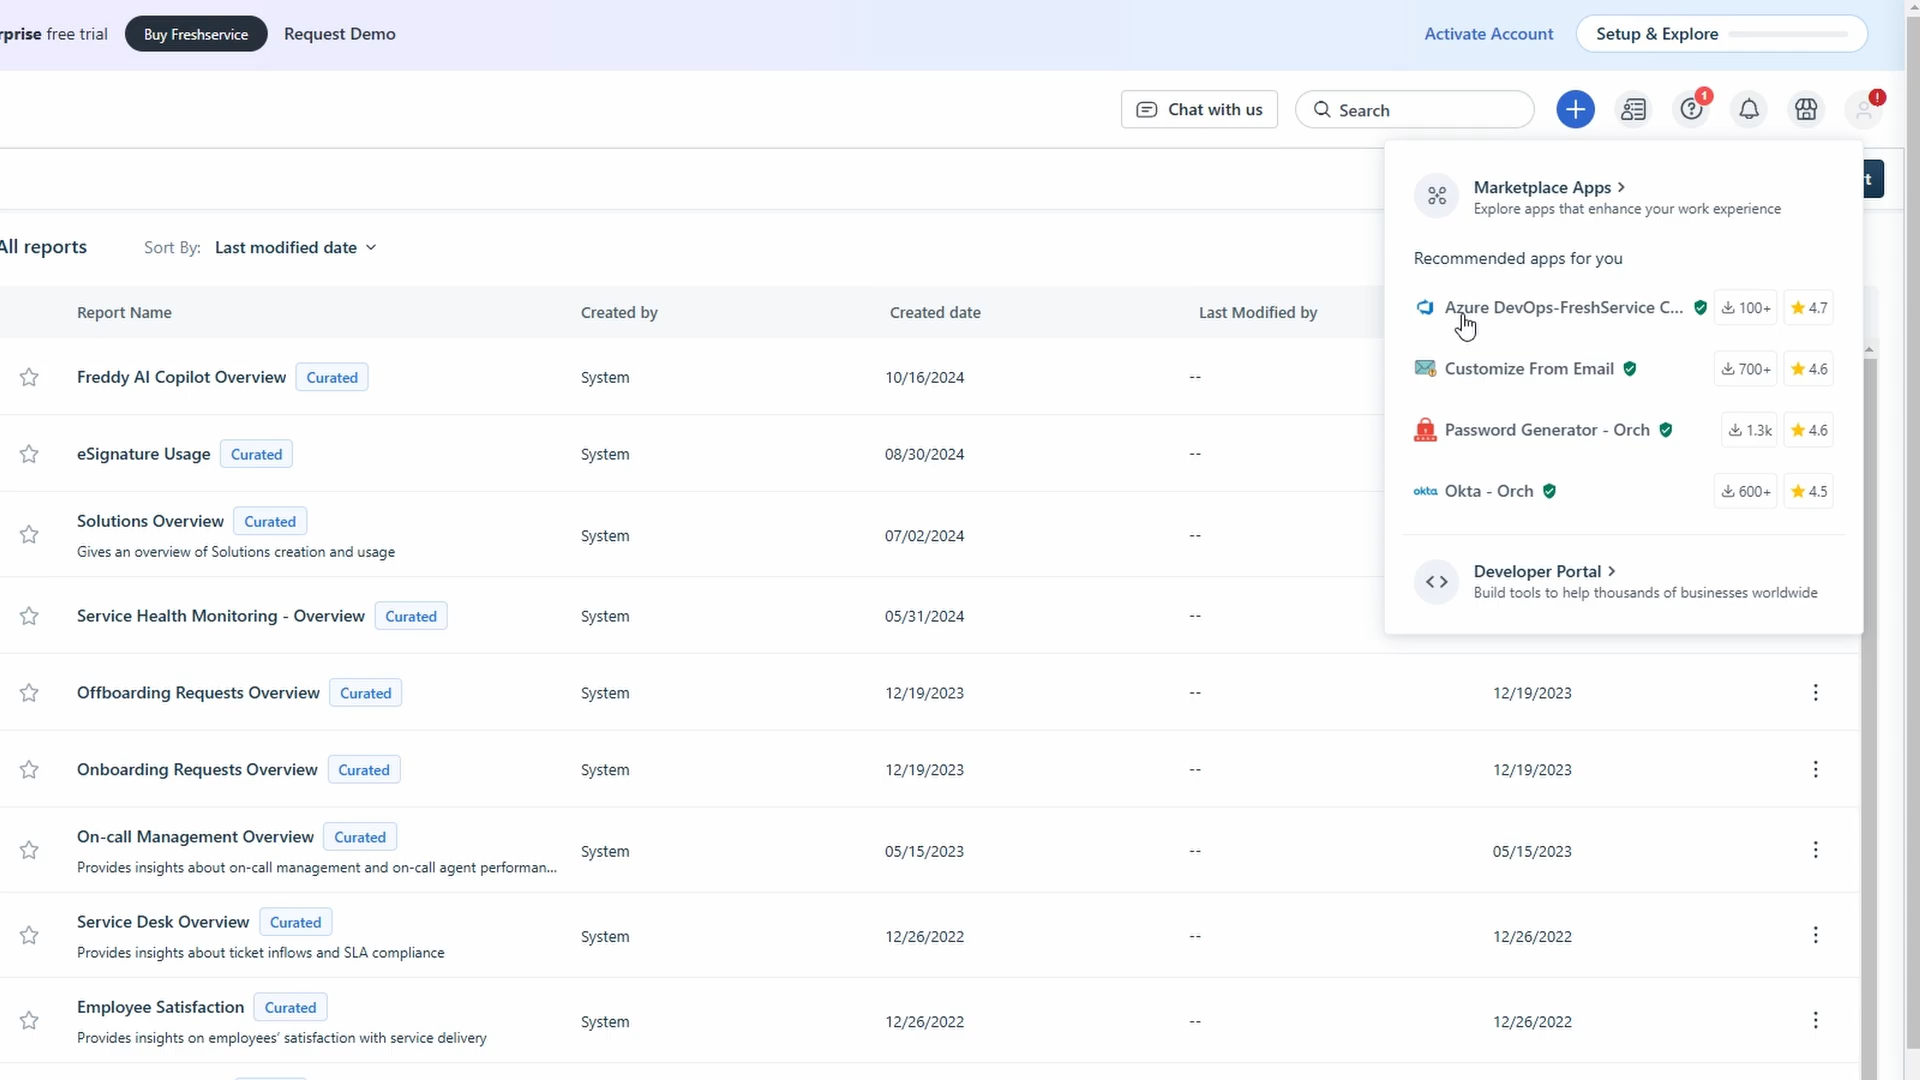 rprise free trial Buy Freshservice Request Demo Activate Account Setup & Explore
Chat with us Search 1 !
t
Marketplace Apps >
Explore apps that enhance your work experience
Recommended apps for you
Azure DevOps-FreshService C... 100+ 4.7
Customize From Email 700+ 4.6
Password Generator - Orch 1.3k 4.6
okta Okta - Orch 600+ 4.5
Developer Portal >
Build tools to help thousands of businesses worldwide
All reports Sort By: Last modified date
Report Name Created by Created date Last Modified by
Freddy AI Copilot Overview Curated System 10/16/2024 --
eSignature Usage Curated System 08/30/2024 --
Solutions Overview Curated System 07/02/2024 --
Gives an overview of Solutions creation and usage
Service Health Monitoring - Overview Curated System 05/31/2024 --
Offboarding Requests Overview Curated System 12/19/2023 -- 12/19/2023
Onboarding Requests Overview Curated System 12/19/2023 -- 12/19/2023
On-call Management Overview Curated System 05/15/2023 -- 05/15/2023
Provides insights about on-call management and on-call agent performan...
Service Desk Overview Curated System 12/26/2022 -- 12/26/2022
Provides insights about ticket inflows and SLA compliance
Employee Satisfaction Curated System 12/26/2022 -- 12/26/2022
Provides insights on employees' satisfaction with service delivery